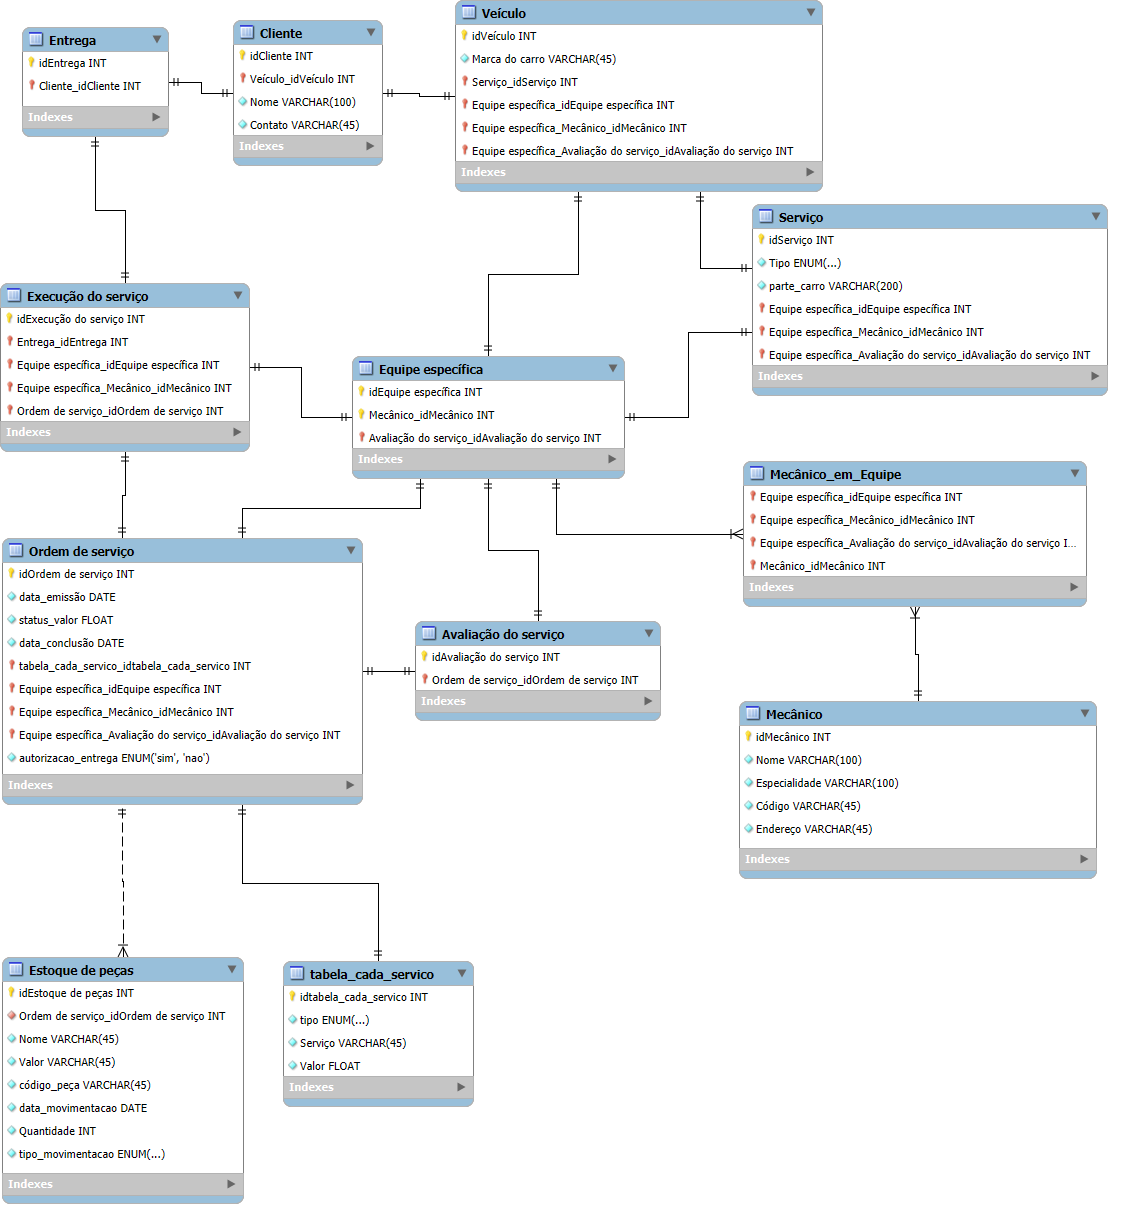 Entrega
idEntrega INT
Cliente_idCliente INT
Indexes
Cliente
idCliente INT
Veículo_idVeículo INT
Nome VARCHAR(100)
Contato VARCHAR(45)
Indexes
Veículo
idVeículo INT
Marca do carro VARCHAR(45)
Serviço_idServiço INT
Equipe específica_idEquipe específica INT
Equipe específica_Mecânico_idMecânico INT
Equipe específica_Avaliação do serviço_idAvaliação do serviço INT
Indexes
Serviço
idServiço INT
Tipo ENUM(...)
parte_carro VARCHAR(200)
Equipe específica_idEquipe específica INT
Equipe específica_Mecânico_idMecânico INT
Equipe específica_Avaliação do serviço_idAvaliação do serviço INT
Indexes
Execução do serviço
idExecução do serviço INT
Entrega_idEntrega INT
Equipe específica_idEquipe específica INT
Equipe específica_Mecânico_idMecânico INT
Ordem de serviço_idOrdem de serviço INT
Indexes
Equipe específica
idEquipe específica INT
Mecânico_idMecânico INT
Avaliação do serviço_idAvaliação do serviço INT
Indexes
Mecânico_em_Equipe
Equipe específica_idEquipe específica INT
Equipe específica_Mecânico_idMecânico INT
Equipe específica_Avaliação do serviço_idAvaliação do serviço I...
Mecânico_idMecânico INT
Indexes
Ordem de serviço
idOrdem de serviço INT
data_emissão DATE
status_valor FLOAT
data_conclusão DATE
tabela_cada_servico_idtabela_cada_servico INT
Equipe específica_idEquipe específica INT
Equipe específica_Mecânico_idMecânico INT
Equipe específica_Avaliação do serviço_idAvaliação do serviço INT
autorizacao_entrega ENUM('sim', 'nao')
Indexes
Avaliação do serviço
idAvaliação do serviço INT
Ordem de serviço_idOrdem de serviço INT
Indexes
Mecânico
idMecânico INT
Nome VARCHAR(100)
Especialidade VARCHAR(100)
Código VARCHAR(45)
Endereço VARCHAR(45)
Indexes
Estoque de peças
idEstoque de peças INT
Ordem de serviço_idOrdem de serviço INT
Nome VARCHAR(45)
Valor VARCHAR(45)
código_peça VARCHAR(45)
data_movimentacao DATE
Quantidade INT
tipo_movimentacao ENUM(...)
Indexes
tabela_cada_servico
idtabela_cada_servico INT
tipo ENUM(...)
Serviço VARCHAR(45)
Valor FLOAT
Indexes